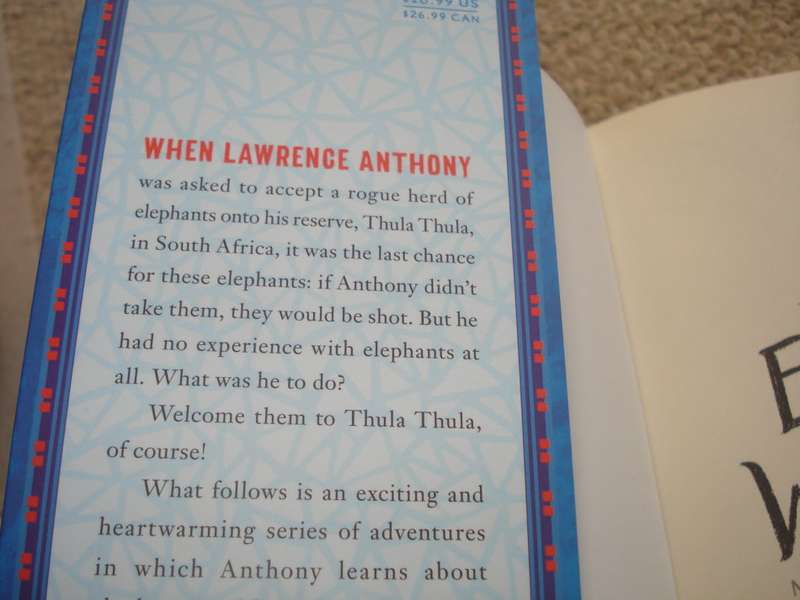 $26.99 CAN
WHEN LAWRENCE ANTHONY
was asked to accept a rogue herd of
elephants onto his reserve, Thula Thula,
in South Africa, it was the last chance
for these elephants: if Anthony didn't
take them, they would be shot. But he
had no experience with elephants at
all. What was he to do?
Welcome them to Thula Thula,
of course!
What follows is an exciting and
heartwarming series of adventures
in which Anthony learns about